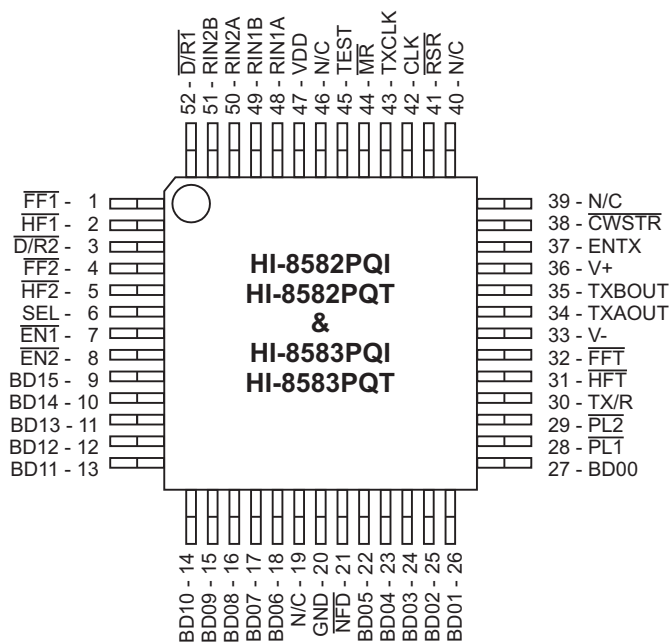 52 - D/R1
51 - RIN2B
50 - RIN2A
49 - RIN1B
48 - RIN1A
47 - VDD
46 - N/C
45 - TEST
44 - MR
43 - TXCLK
42 - CLK
41 - RSR
40 - N/C
FF1 - 1
HF1 - 2
D/R2 - 3
FF2 - 4
HF2 - 5
SEL - 6
EN1 - 7
EN2 - 8
BD15 - 9
BD14 - 10
BD13 - 11
BD12 - 12
BD11 - 13
HI-8582PQI
HI-8582PQT
&
HI-8583PQI
HI-8583PQT
39 - N/C
38 - CWSTR
37 - ENTX
36 - V+
35 - TXBOUT
34 - TXAOUT
33 - V-
32 - FFT
31 - HFT
30 - TX/R
29 - PL2
28 - PL1
27 - BD00
BD10 - 14
BD09 - 15
BD08 - 16
BD07 - 17
BD06 - 18
N/C - 19
GND - 20
NFD - 21
BD05 - 22
BD04 - 23
BD03 - 24
BD02 - 25
BD01 - 26